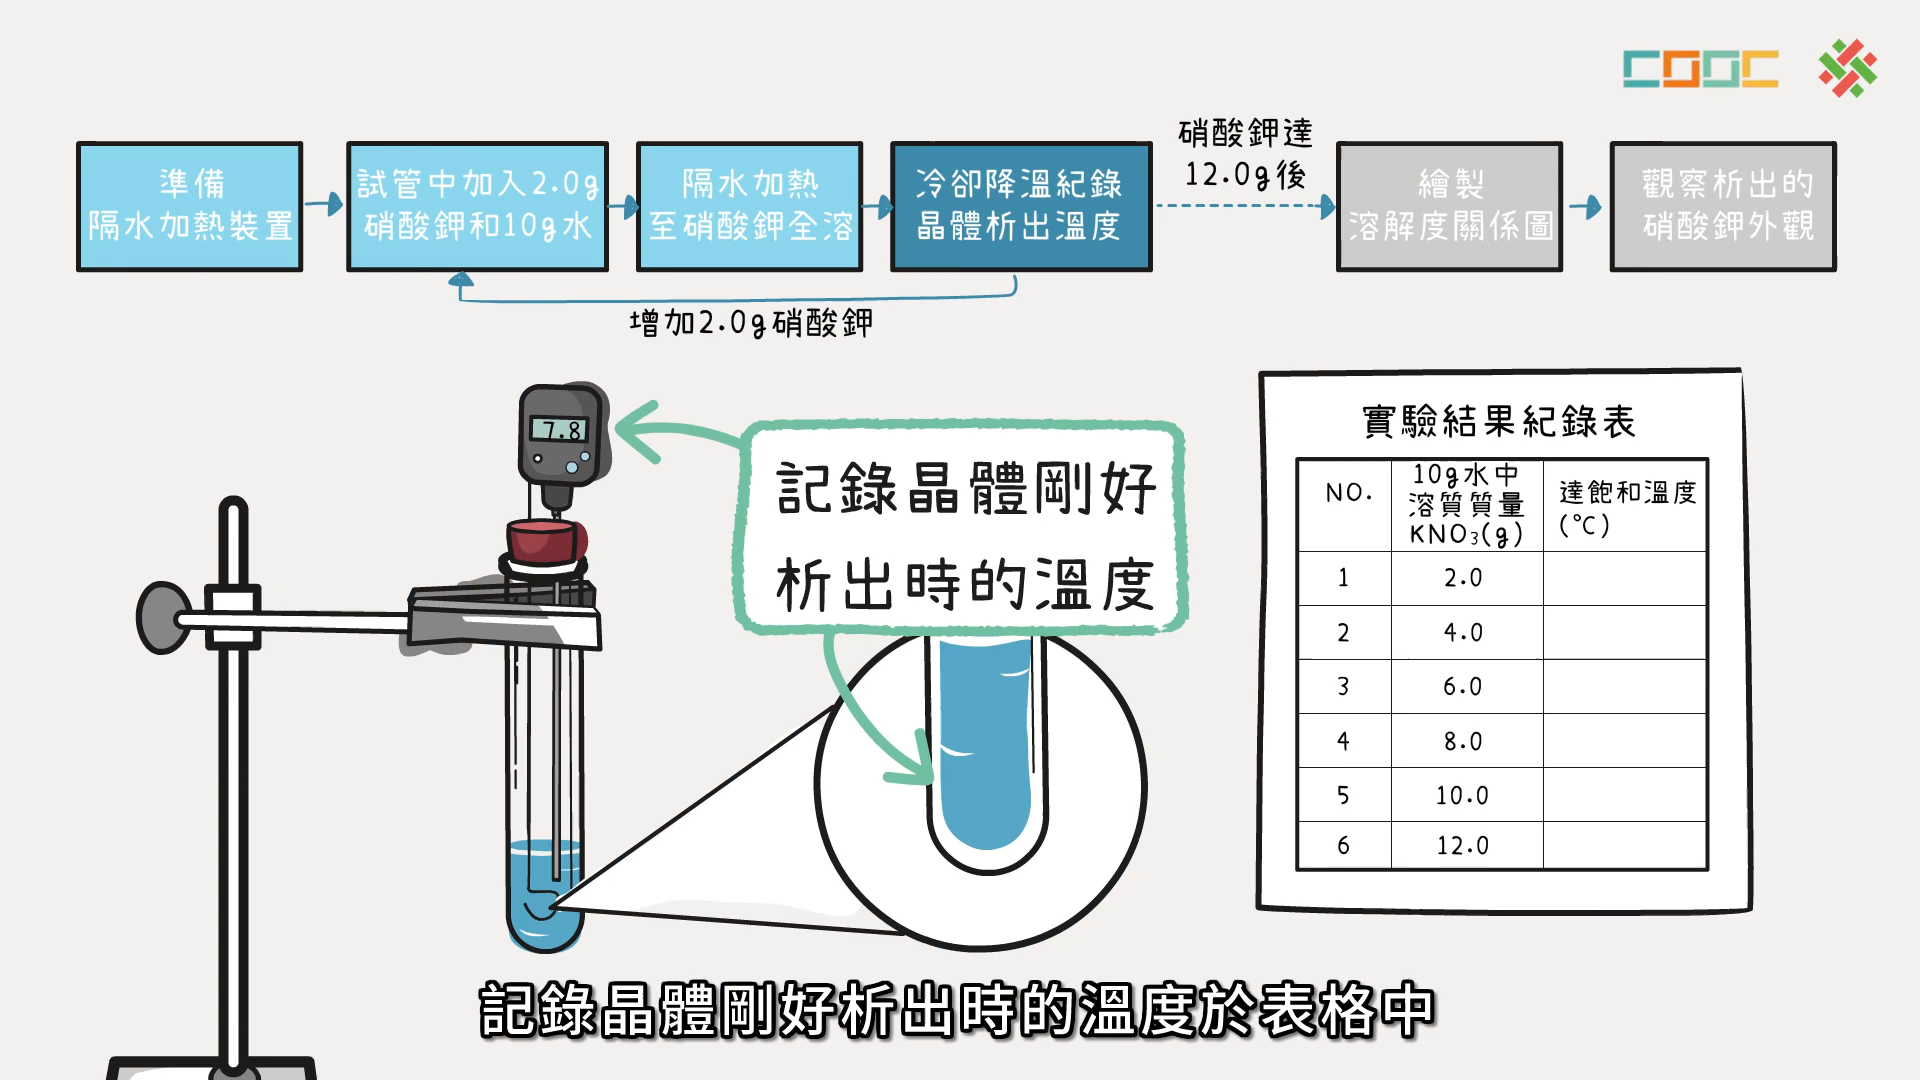 COOC
準備
隔水加熱裝置
試管中加入2.0g
硝酸鉀和10g水
隔水加熱
至硝酸鉀全溶
冷卻降溫紀錄
晶體析出溫度
硝酸鉀達
12.0g後
繪製
溶解度關係圖
觀察析出的
硝酸鉀外觀
增加2.0g硝酸鉀
7.8
記錄晶體剛好
析出時的溫度
實驗結果紀錄表
NO.
10g水中
溶質質量
KNO₃(g)
達飽和溫度
(℃)
1 2.0
2 4.0
3 6.0
4 8.0
5 10.0
6 12.0
記錄晶體剛好析出時的溫度於表格中